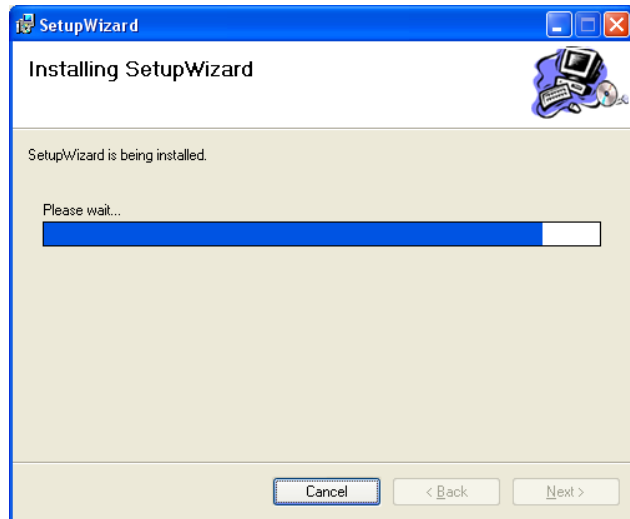 SetupWizard
Installing SetupWizard
SetupWizard is being installed.
Please wait...
Cancel
< Back
Next >